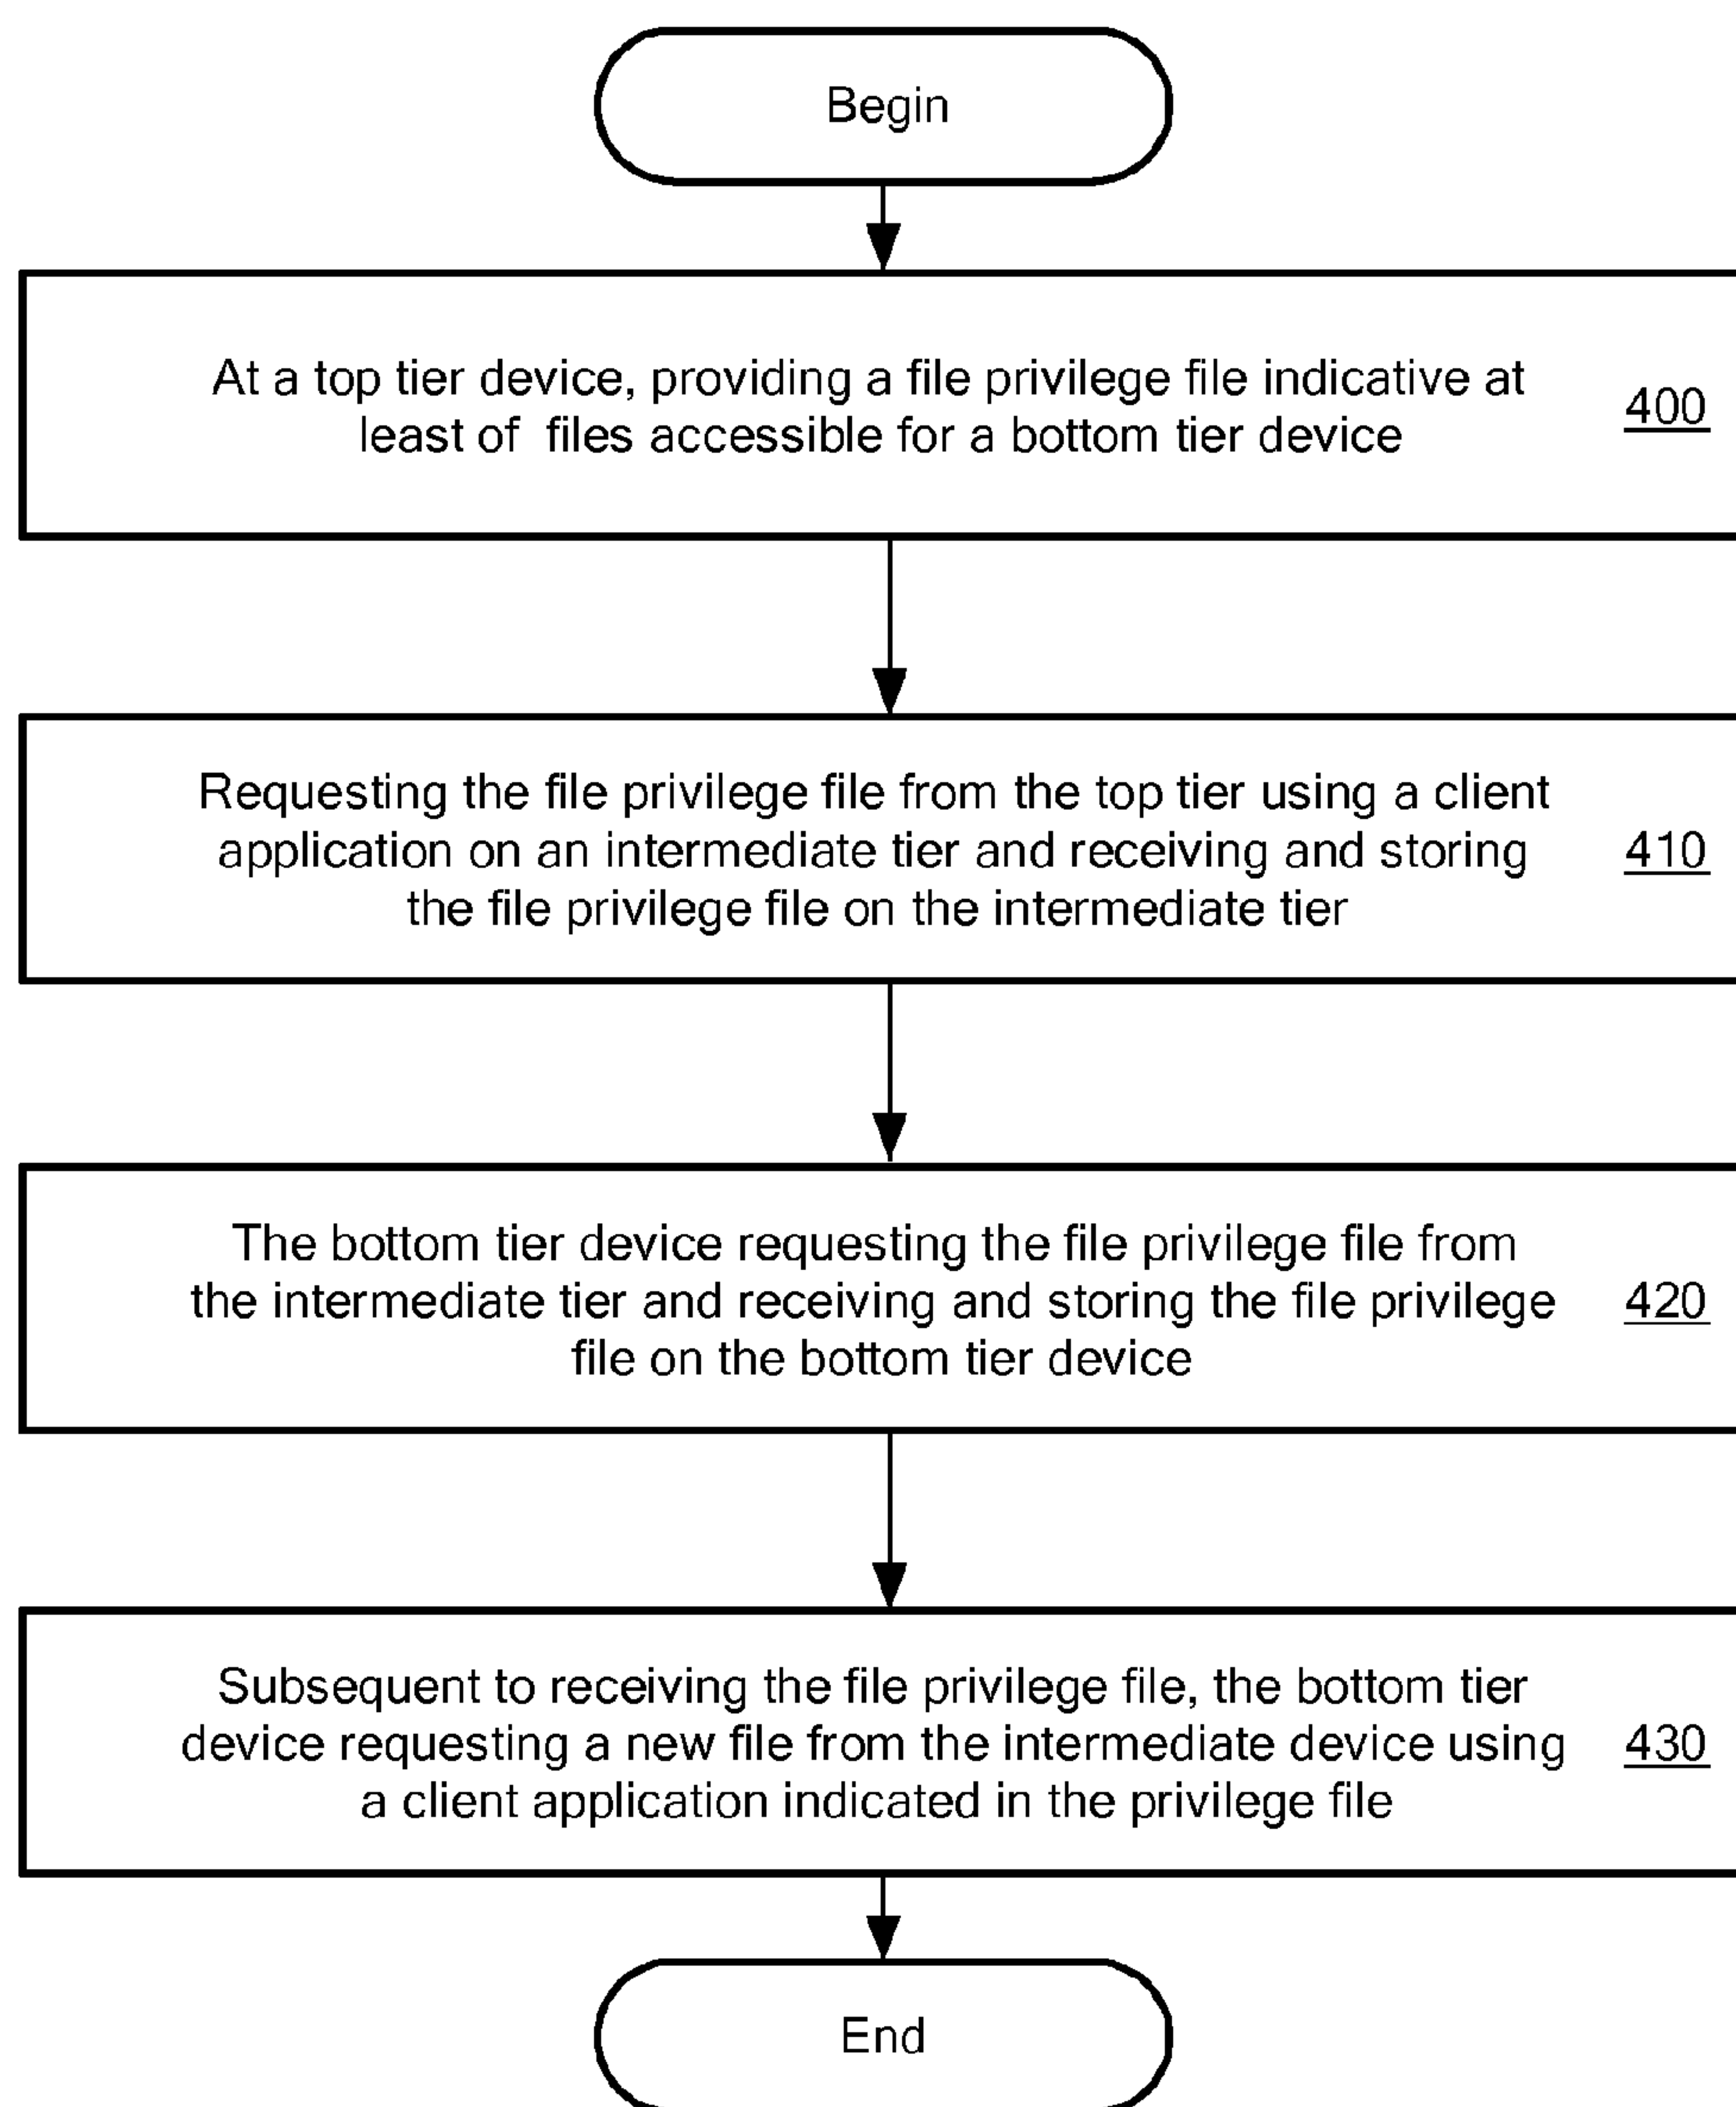 Begin
At a top tier device, providing a file privilege file indicative at
least of files accessible for a bottom tier device
400
Requesting the file privilege file from the top tier using a client
application on an intermediate tier and receiving and storing
the file privilege file on the intermediate tier
410
The bottom tier device requesting the file privilege file from
the intermediate tier and receiving and storing the file privilege
file on the bottom tier device
420
Subsequent to receiving the file privilege file, the bottom tier
device requesting a new file from the intermediate device using
a client application indicated in the privilege file
430
End